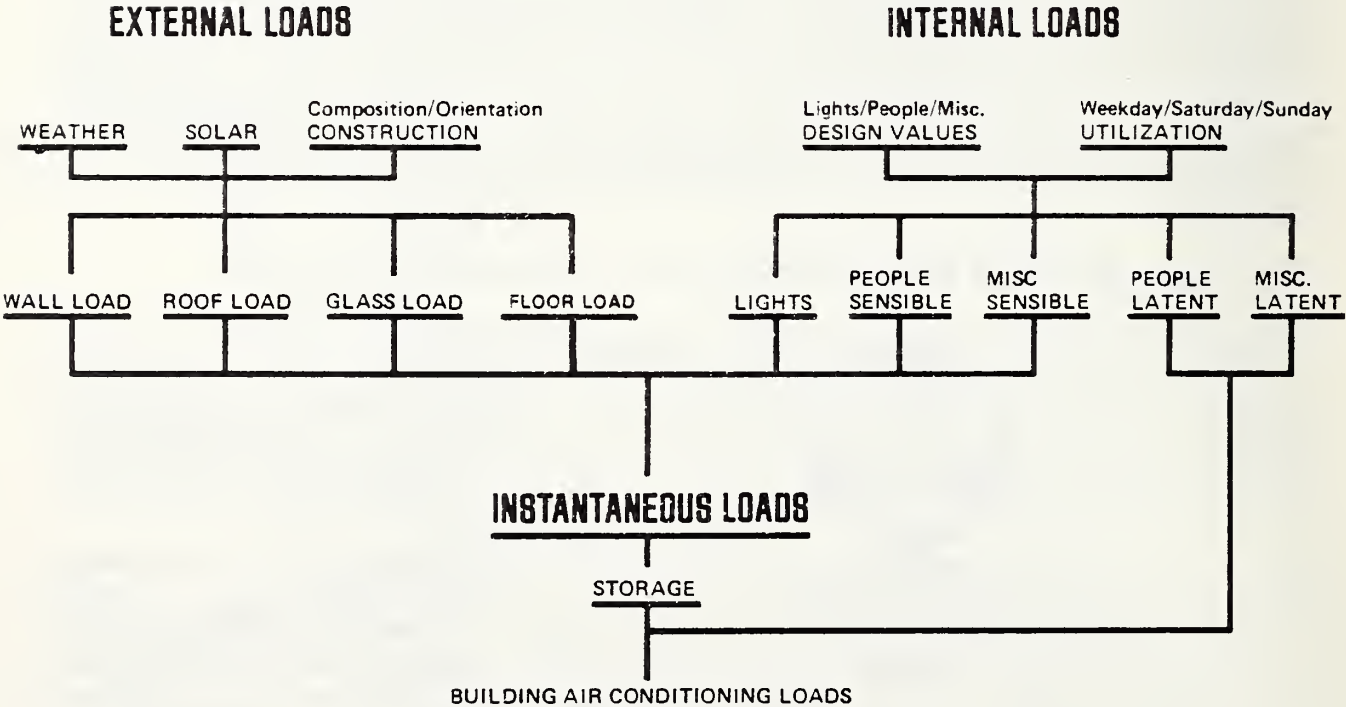 EXTERNAL LOADS
INTERNAL LOADS
Composition/Orientation
WEATHER SOLAR CONSTRUCTION
Lights/People/Misc. Weekday/Saturday/Sunday
DESIGN VALUES UTILIZATION
WALL LOAD ROOF LOAD GLASS LOAD FLOOR LOAD
PEOPLE MISC PEOPLE MISC.
LIGHTS SENSIBLE SENSIBLE LATENT LATENT
INSTANTANEOUS LOADS
STORAGE
BUILDING AIR CONDITIONING LOADS